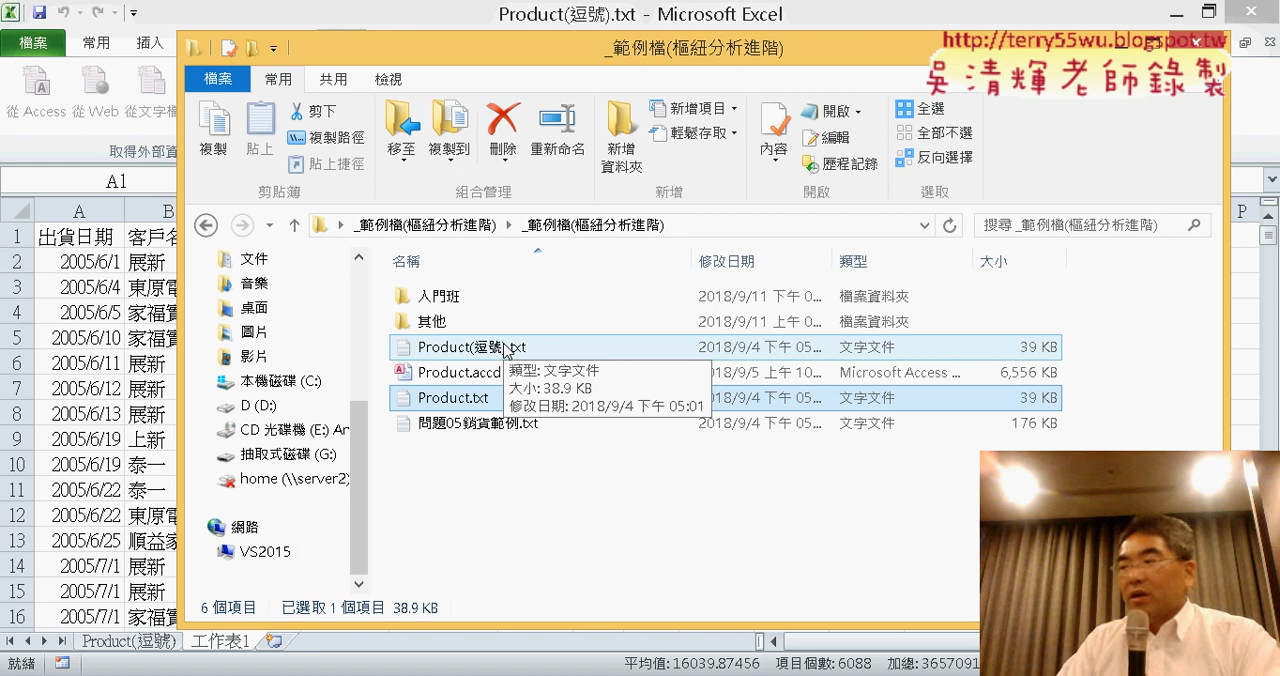 Product(逗號).txt - Microsoft Excel
檔案 常用 插入
從 Access 從 Web 從文字檔
取得外部資
A1
A B P
1 出貨日期 客戶名
2 2005/6/1 展新
3 2005/6/4 東原電
4 2005/6/5 家福實
5 2005/6/10 家福實
6 2005/6/11 展新
7 2005/6/12 展新
8 2005/6/13 展新
9 2005/6/19 上新
10 2005/6/19 泰一
11 2005/6/22 泰一
12 2005/6/22 東原電
13 2005/6/25 順益家
14 2005/7/1 展新
15 2005/7/1 展新
16 2005/7/1 家福實
Product(逗號) 工作表1
就緒 平均值: 16039.87456 項目個數: 6088 加總: 3657091
_範例檔(樞紐分析進階)
http://terry55wu.blogspot.tw
吳清輝老師錄製
檔案 常用 共用 檢視
複製 貼上 剪下 複製路徑 貼上捷徑
剪貼簿
移至 複製到 刪除 重新命名
組合管理
新增資料夾 新增項目 輕鬆存取
新增
內容 開啟 編輯 歷程記錄
開啟
全選 全部不選 反向選擇
選取
_範例檔(樞紐分析進階) _範例檔(樞紐分析進階) 搜尋 _範例檔(樞紐分析進階)
文件
音樂
桌面
圖片
影片
本機磁碟 (C:)
D (D:)
CD 光碟機 (E:) Ar
抽取式磁碟 (G:)
home (\\server2)
網路
VS2015
名稱 修改日期 類型 大小
入門班 2018/9/11 下午 0... 檔案資料夾
其他 2018/9/11 上午 0... 檔案資料夾
Product(逗號).txt 2018/9/4 下午 05... 文字文件 39 KB
Product.accd 2018/9/5 上午 10... Microsoft Access ... 6,556 KB
Product.txt 2018/9/4 下午 05... 文字文件 39 KB
問題05銷貨範例.txt 2018/9/4 下午 05... 文字文件 176 KB
類型: 文字文件
大小: 38.9 KB
修改日期: 2018/9/4 下午 05:01
6 個項目 已選取 1 個項目 38.9 KB